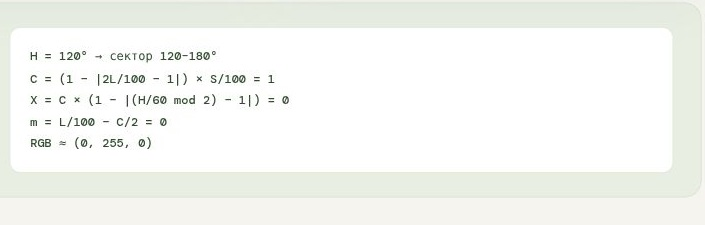 H = 120° → сектор 120–180°
C = (1 − |2L/100 − 1|) × S/100 = 1
X = C × (1 − |(H/60 mod 2) − 1|) = 0
m = L/100 − C/2 = 0
RGB ≈ (0, 255, 0)